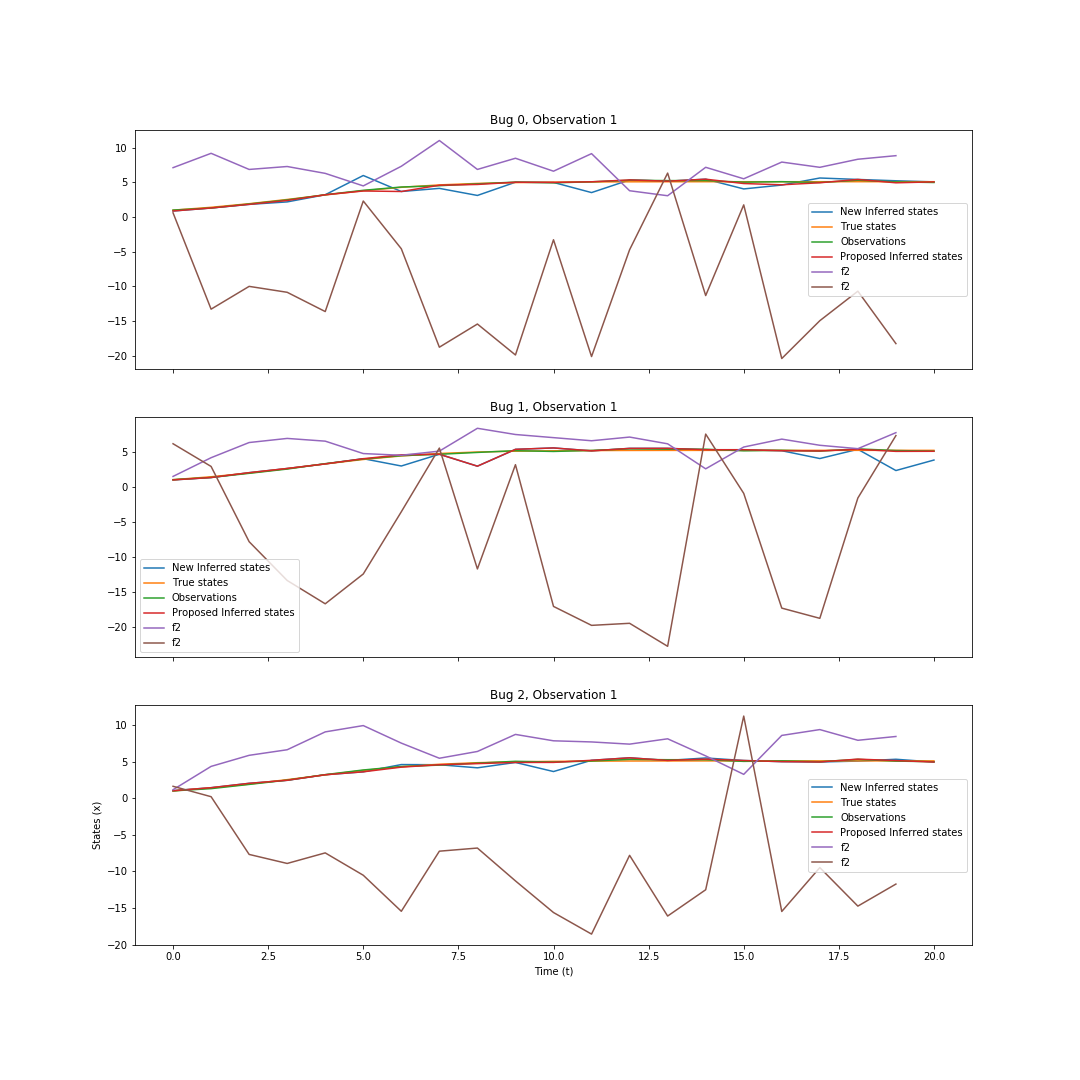 Bug 0, Observation 1
10
5
0
−5
−10
−15
−20
New Inferred states
True states
Observations
Proposed Inferred states
f2
f2
Bug 1, Observation 1
5
0
−5
−10
−15
−20
New Inferred states
True states
Observations
Proposed Inferred states
f2
f2
Bug 2, Observation 1
States (x)
10
5
0
−5
−10
−15
−20
New Inferred states
True states
Observations
Proposed Inferred states
f2
f2
0.0 2.5 5.0 7.5 10.0 12.5 15.0 17.5 20.0
Time (t)